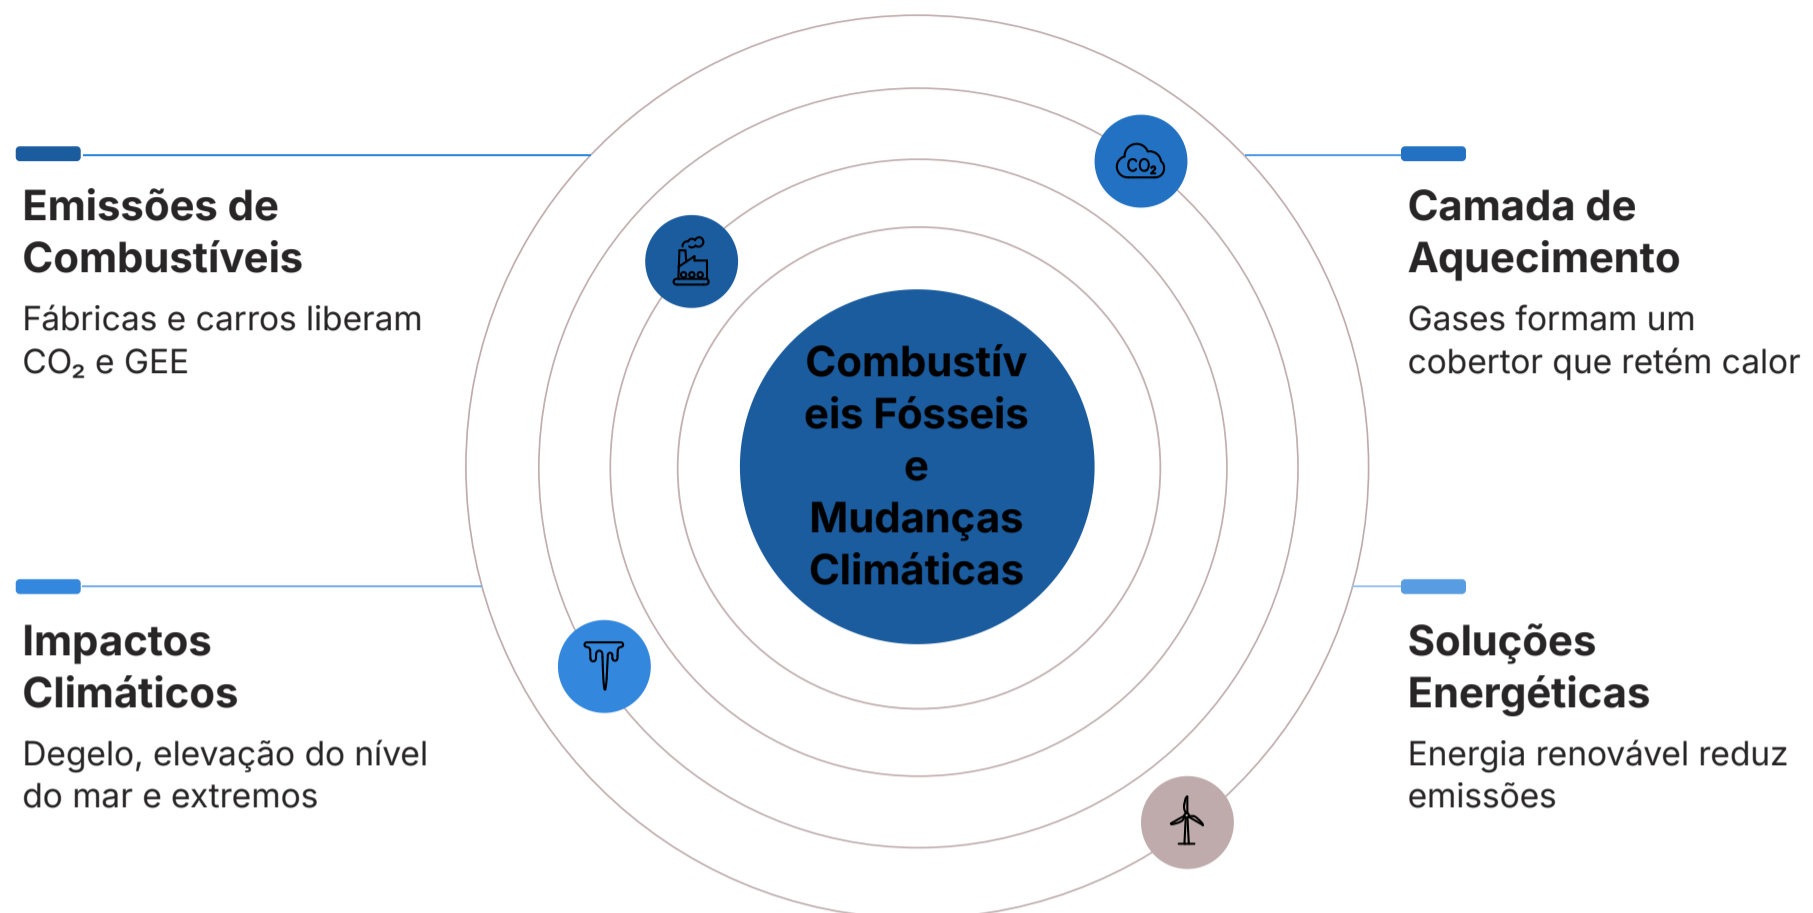 Emissões de
Combustíveis
Fábricas e carros liberam
CO₂ e GEE
CO₂
Camada de
Aquecimento
Gases formam um
cobertor que retém calor
Combustív
eis Fósseis
e
Mudanças
Climáticas
Impactos
Climáticos
Degelo, elevação do nível
do mar e extremos
Soluções
Energéticas
Energia renovável reduz
emissões